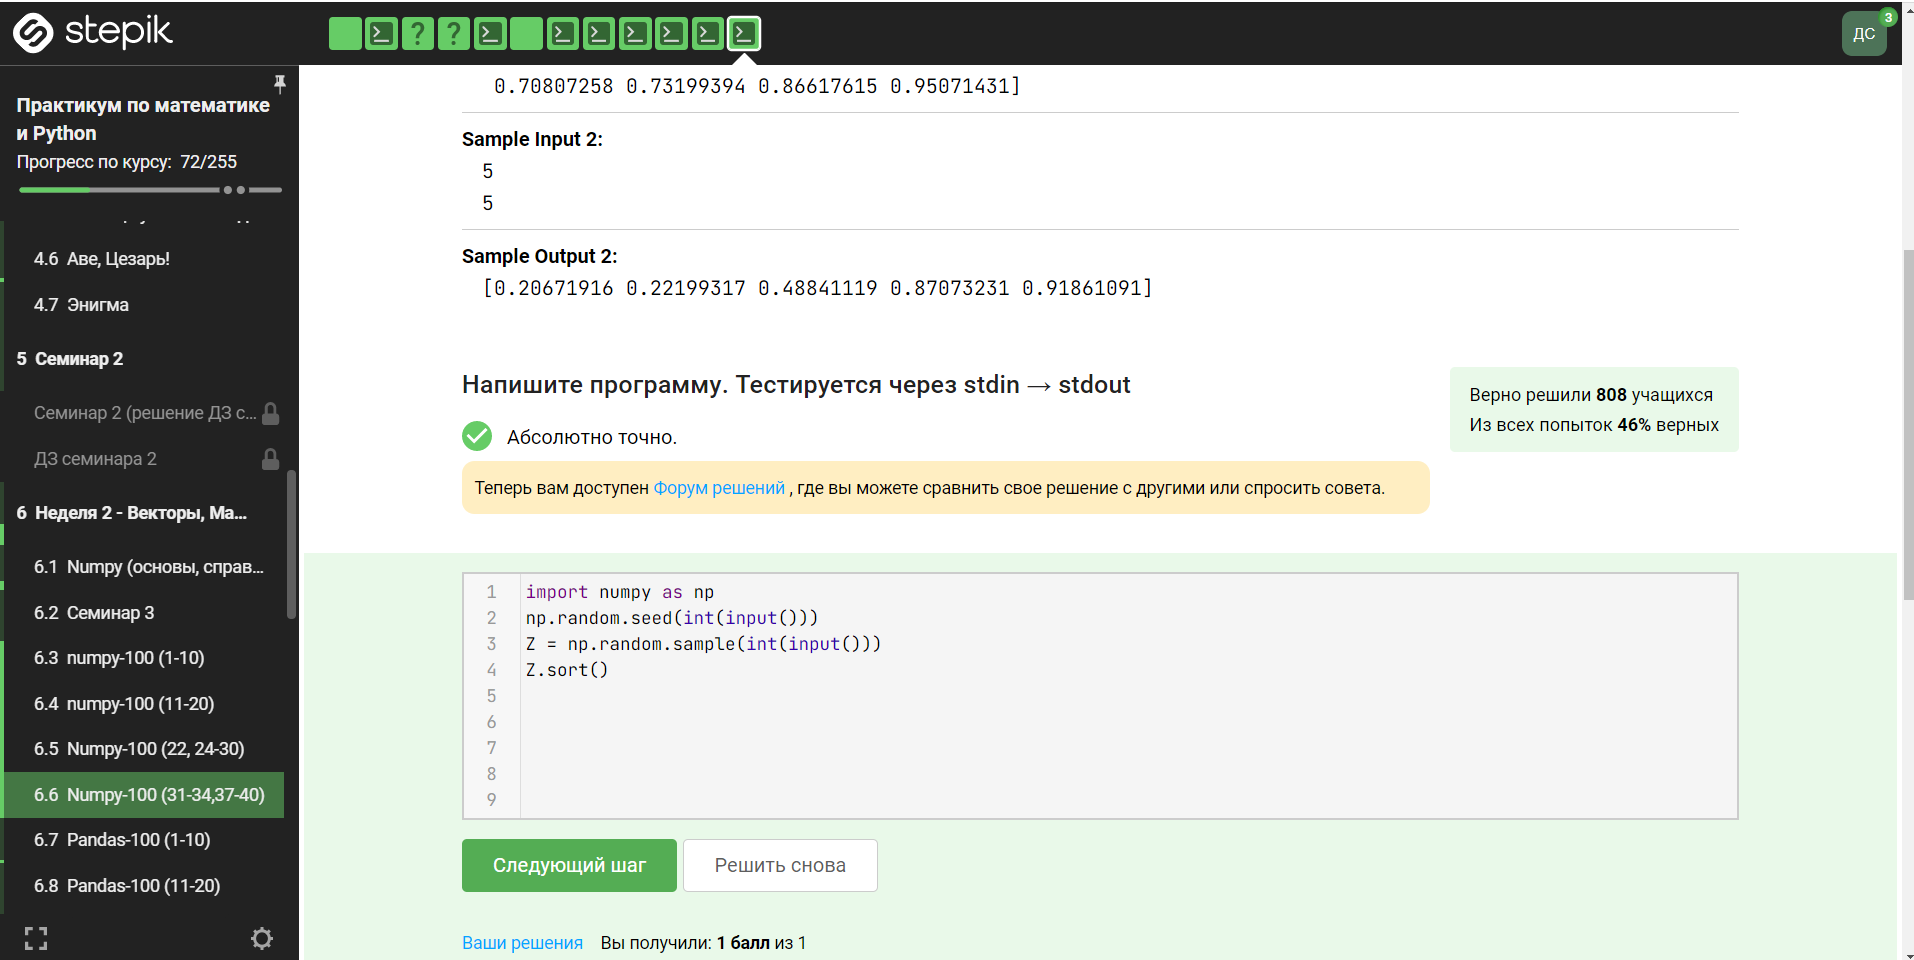 stepik
? ?
3
ДС
Практикум по математике
и Python
Прогресс по курсу: 72/255
4.6 Аве, Цезарь!
4.7 Энигма
5 Семинар 2
Семинар 2 (решение ДЗ с...
ДЗ семинара 2
6 Неделя 2 - Векторы, Ма...
6.1 Numpy (основы, справ...
6.2 Семинар 3
6.3 numpy-100 (1-10)
6.4 numpy-100 (11-20)
6.5 Numpy-100 (22, 24-30)
6.6 Numpy-100 (31-34,37-40)
6.7 Pandas-100 (1-10)
6.8 Pandas-100 (11-20)
0.70807258 0.73199394 0.86617615 0.95071431]
Sample Input 2:
5
5
Sample Output 2:
[0.20671916 0.22199317 0.48841119 0.87073231 0.91861091]
Напишите программу. Тестируется через stdin → stdout
Верно решили 808 учащихся
Из всех попыток 46% верных
Абсолютно точно.
Теперь вам доступен Форум решений , где вы можете сравнить свое решение с другими или спросить совета.
1 import numpy as np
2 np.random.seed(int(input()))
3 Z = np.random.sample(int(input()))
4 Z.sort()
5
6
7
8
9
Следующий шаг
Решить снова
Ваши решения Вы получили: 1 балл из 1